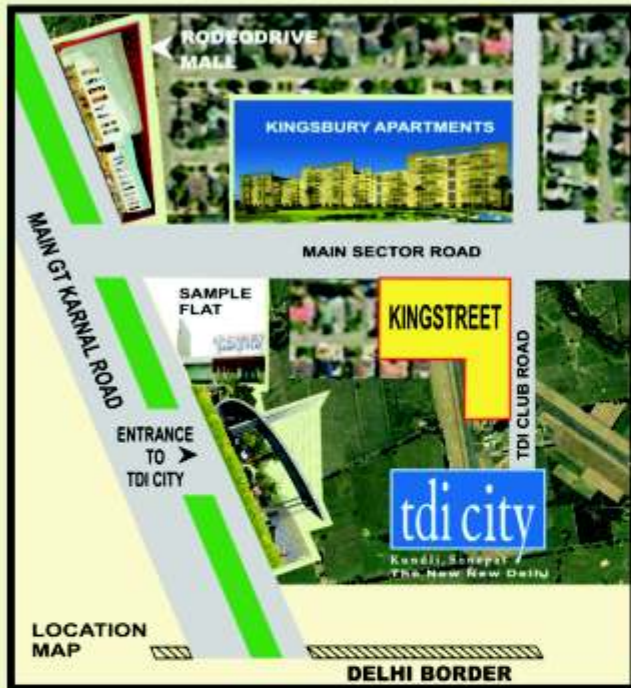 RODEODRIVE
MALL
KINGSBURY APARTMENTS
MAIN SECTOR ROAD
MAIN GT KARNAL ROAD
SAMPLE
FLAT
KINGSTREET
TDI CLUB ROAD
ENTRANCE
TO
TDI CITY
tdi city
Kundli, Sonepat
The New New Delhi
LOCATION
MAP
DELHI BORDER